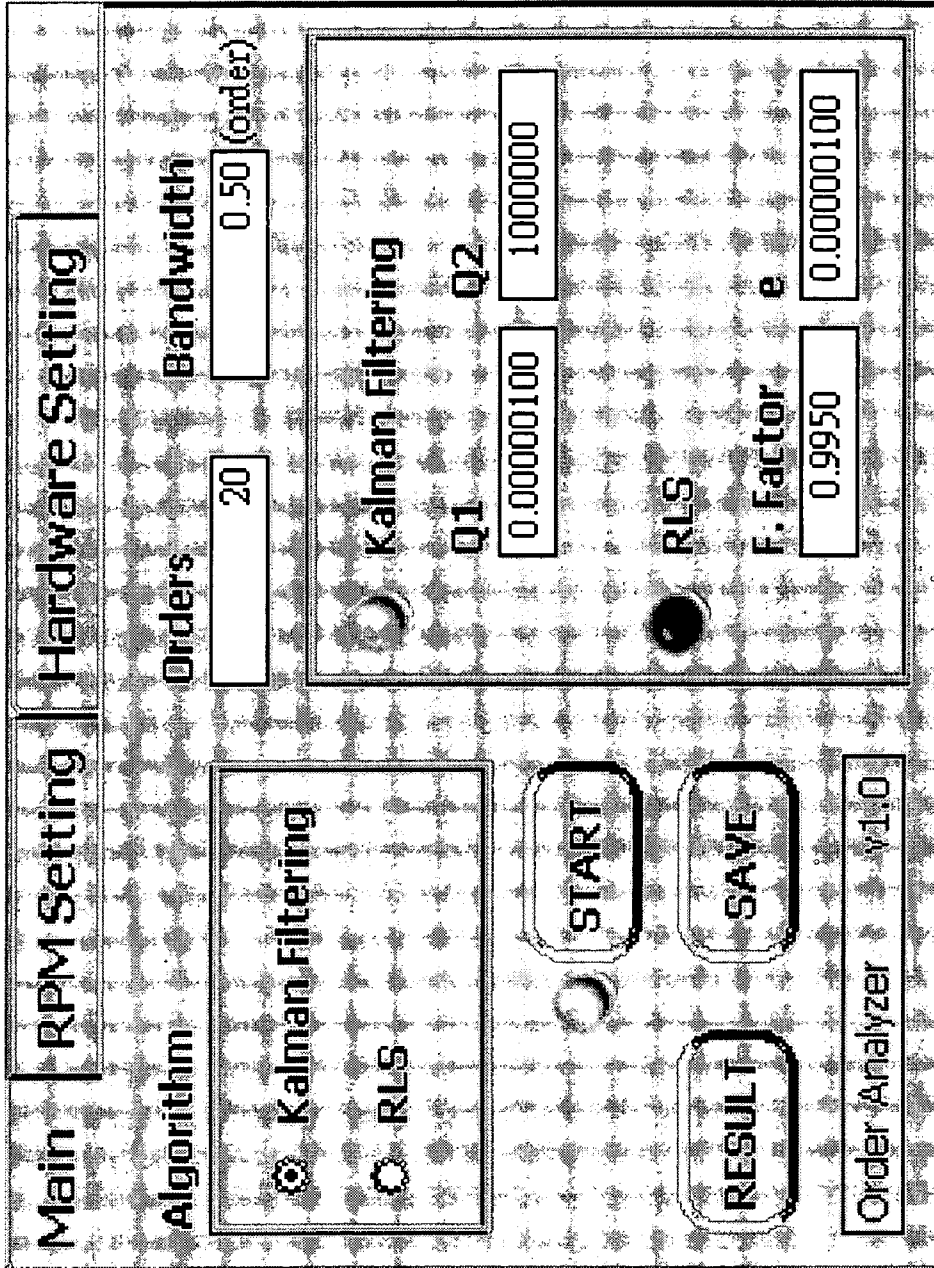 Main RPM Setting Hardware Setting
Algorithm
Kalman Filtering
RLS
START
RESULT SAVE
Order Analyzer v1.0
Orders Bandwidth
20 0.50 (order)
Kalman Filtering
Q1 Q2
0.00000100 1000000
RLS
F. Factor e
0.9950 0.00000100